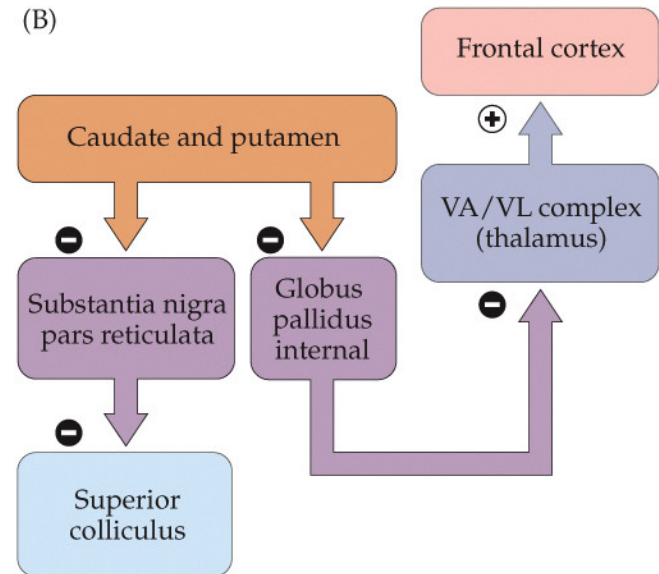 (B)
Frontal cortex
Caudate and putamen
VA/VL complex
(thalamus)
Substantia nigra
pars reticulata
Globus
pallidus
internal
Superior
colliculus